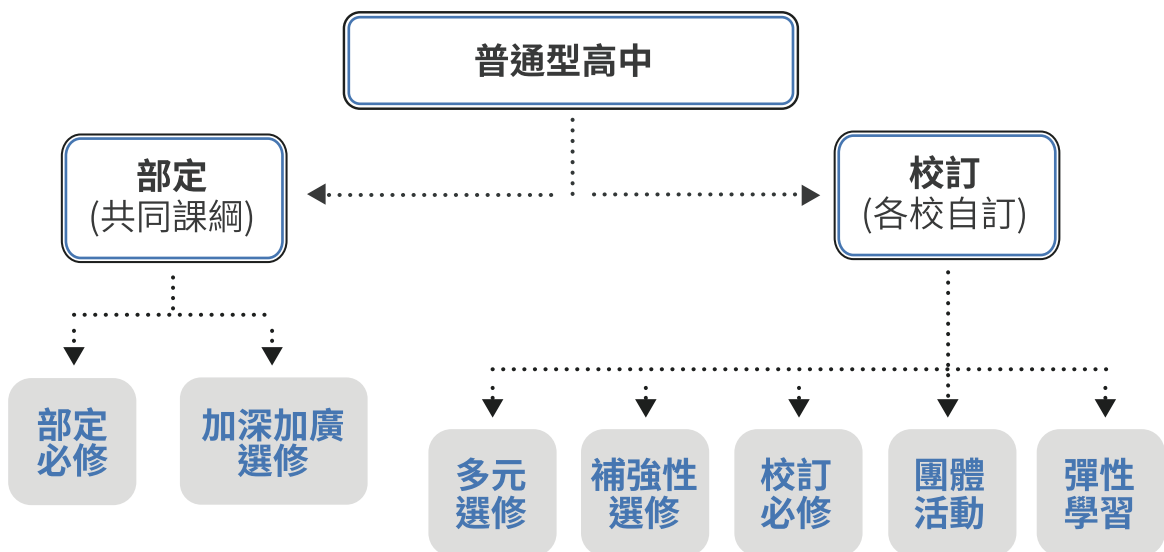 普通型高中
部定
(共同課綱)
校訂
(各校自訂)
部定
必修
加深加廣
選修
多元
選修
補強性
選修
校訂
必修
團體
活動
彈性
學習